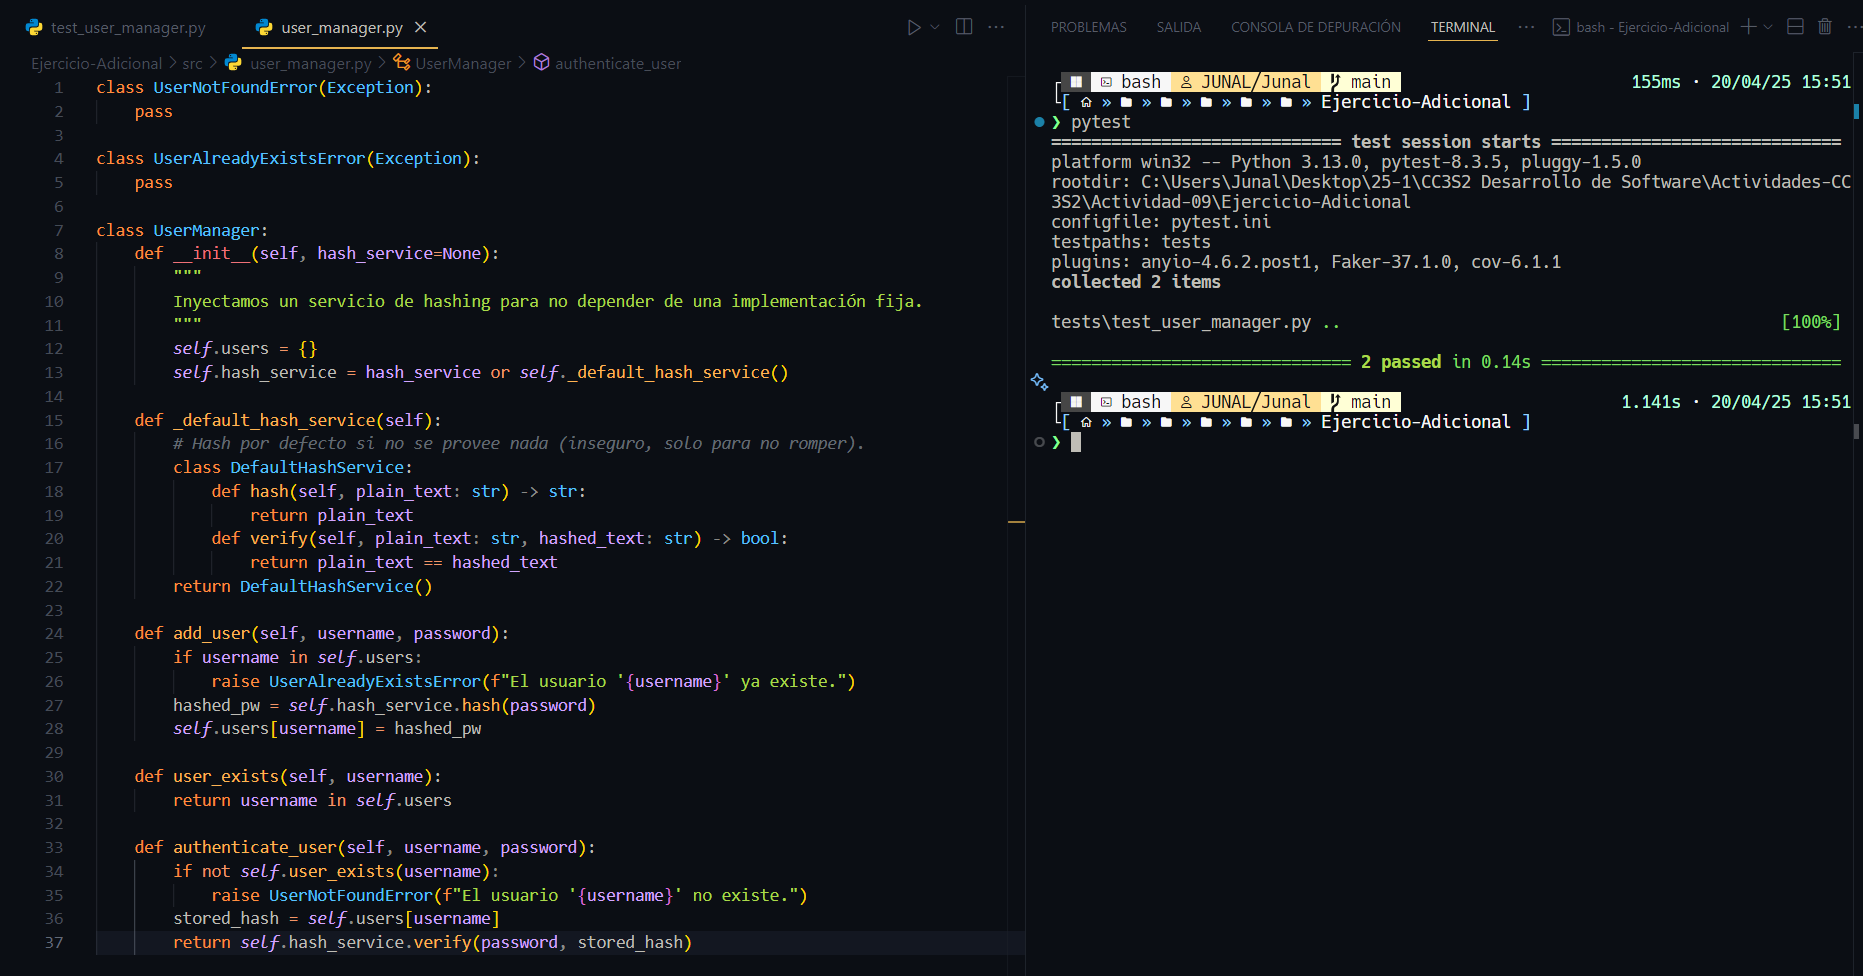 test_user_manager.py
user_manager.py
Ejercicio-Adicional > src > user_manager.py > UserManager > authenticate_user
1 class UserNotFoundError(Exception):
2 pass
3
4 class UserAlreadyExistsError(Exception):
5 pass
6
7 class UserManager:
8 def __init__(self, hash_service=None):
9 """
10 Inyectamos un servicio de hashing para no depender de una implementación fija.
11 """
12 self.users = {}
13 self.hash_service = hash_service or self._default_hash_service()
14
15 def _default_hash_service(self):
16 # Hash por defecto si no se provee nada (inseguro, solo para no romper).
17 class DefaultHashService:
18 def hash(self, plain_text: str) -> str:
19 return plain_text
20 def verify(self, plain_text: str, hashed_text: str) -> bool:
21 return plain_text == hashed_text
22 return DefaultHashService()
23
24 def add_user(self, username, password):
25 if username in self.users:
26 raise UserAlreadyExistsError(f"El usuario '{username}' ya existe.")
27 hashed_pw = self.hash_service.hash(password)
28 self.users[username] = hashed_pw
29
30 def user_exists(self, username):
31 return username in self.users
32
33 def authenticate_user(self, username, password):
34 if not self.user_exists(username):
35 raise UserNotFoundError(f"El usuario '{username}' no existe.")
36 stored_hash = self.users[username]
37 return self.hash_service.verify(password, stored_hash)
PROBLEMAS SALIDA CONSOLA DE DEPURACIÓN TERMINAL ··· bash - Ejercicio-Adicional
bash JUNAL/Junal main 155ms · 20/04/25 15:51
[ » » » » » » Ejercicio-Adicional ]
❯ pytest
============================= test session starts =============================
platform win32 -- Python 3.13.0, pytest-8.3.5, pluggy-1.5.0
rootdir: C:\Users\Junal\Desktop\25-1\CC3S2 Desarrollo de Software\Actividades-CC
3S2\Actividad-09\Ejercicio-Adicional
configfile: pytest.ini
testpaths: tests
plugins: anyio-4.6.2.post1, Faker-37.1.0, cov-6.1.1
collected 2 items
tests\test_user_manager.py .. [100%]
============================== 2 passed in 0.14s ==============================
bash JUNAL/Junal main 1.141s · 20/04/25 15:51
[ » » » » » » Ejercicio-Adicional ]
❯